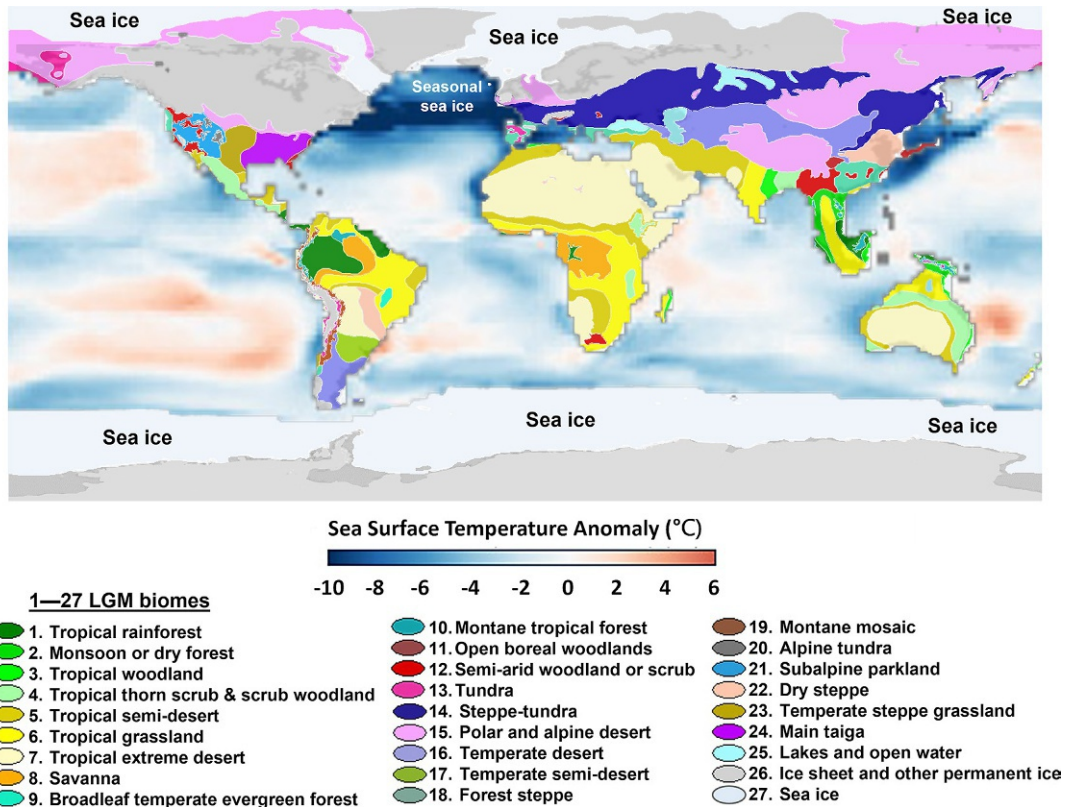 Sea ice
Sea ice
Sea ice
Seasonal
sea ice
Sea ice
Sea ice
Sea ice
Sea Surface Temperature Anomaly (°C)
-10 -8 -6 -4 -2 0 2 4 6
1—27 LGM biomes
1. Tropical rainforest
2. Monsoon or dry forest
3. Tropical woodland
4. Tropical thorn scrub & scrub woodland
5. Tropical semi-desert
6. Tropical grassland
7. Tropical extreme desert
8. Savanna
9. Broadleaf temperate evergreen forest
10. Montane tropical forest
11. Open boreal woodlands
12. Semi-arid woodland or scrub
13. Tundra
14. Steppe-tundra
15. Polar and alpine desert
16. Temperate desert
17. Temperate semi-desert
18. Forest steppe
19. Montane mosaic
20. Alpine tundra
21. Subalpine parkland
22. Dry steppe
23. Temperate steppe grassland
24. Main taiga
25. Lakes and open water
26. Ice sheet and other permanent ice
27. Sea ice